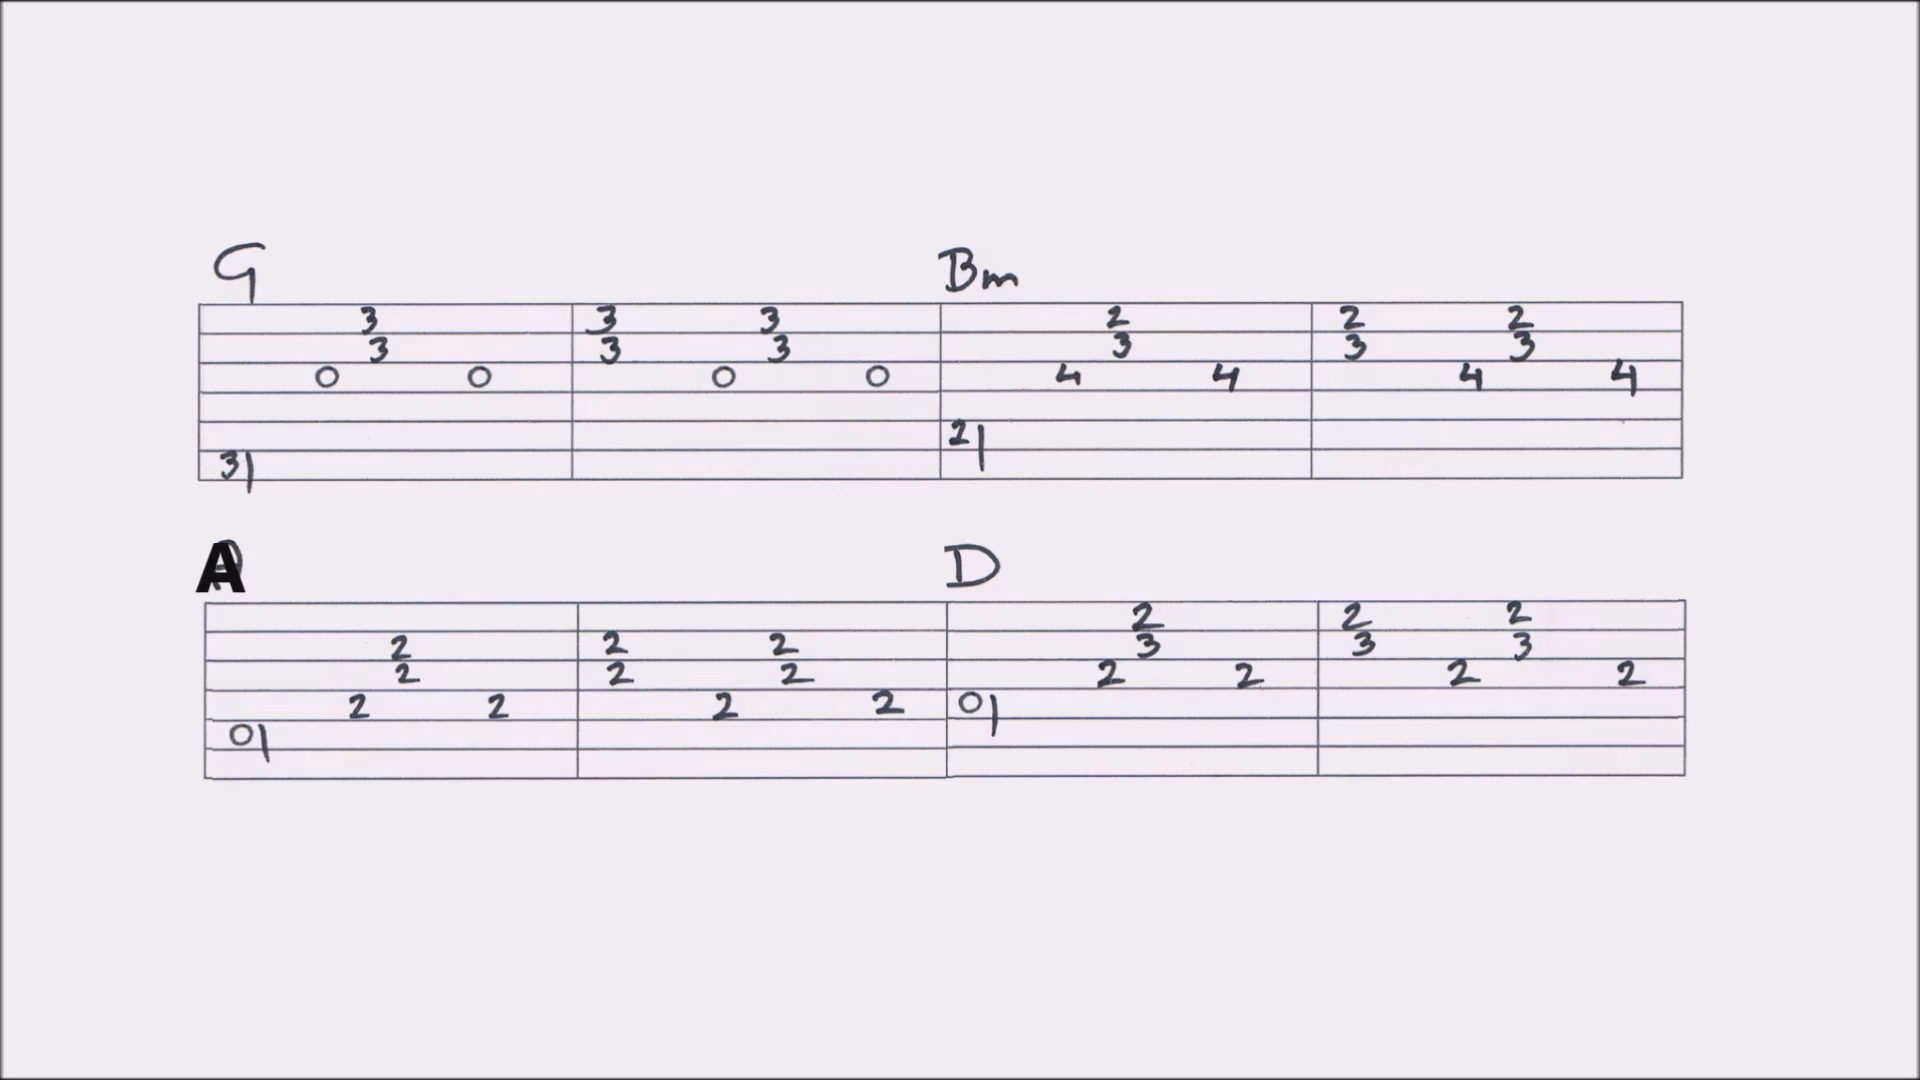 G Bm
3 3 3 2 2 2
3 3 3 3 3 3
0 0 0 0 4 4 4 4
2|
3|
A D
2 2 2
2 2 2 3 3 3
2 2 2 2 2 2 2
2 2 2 2 0|
0|